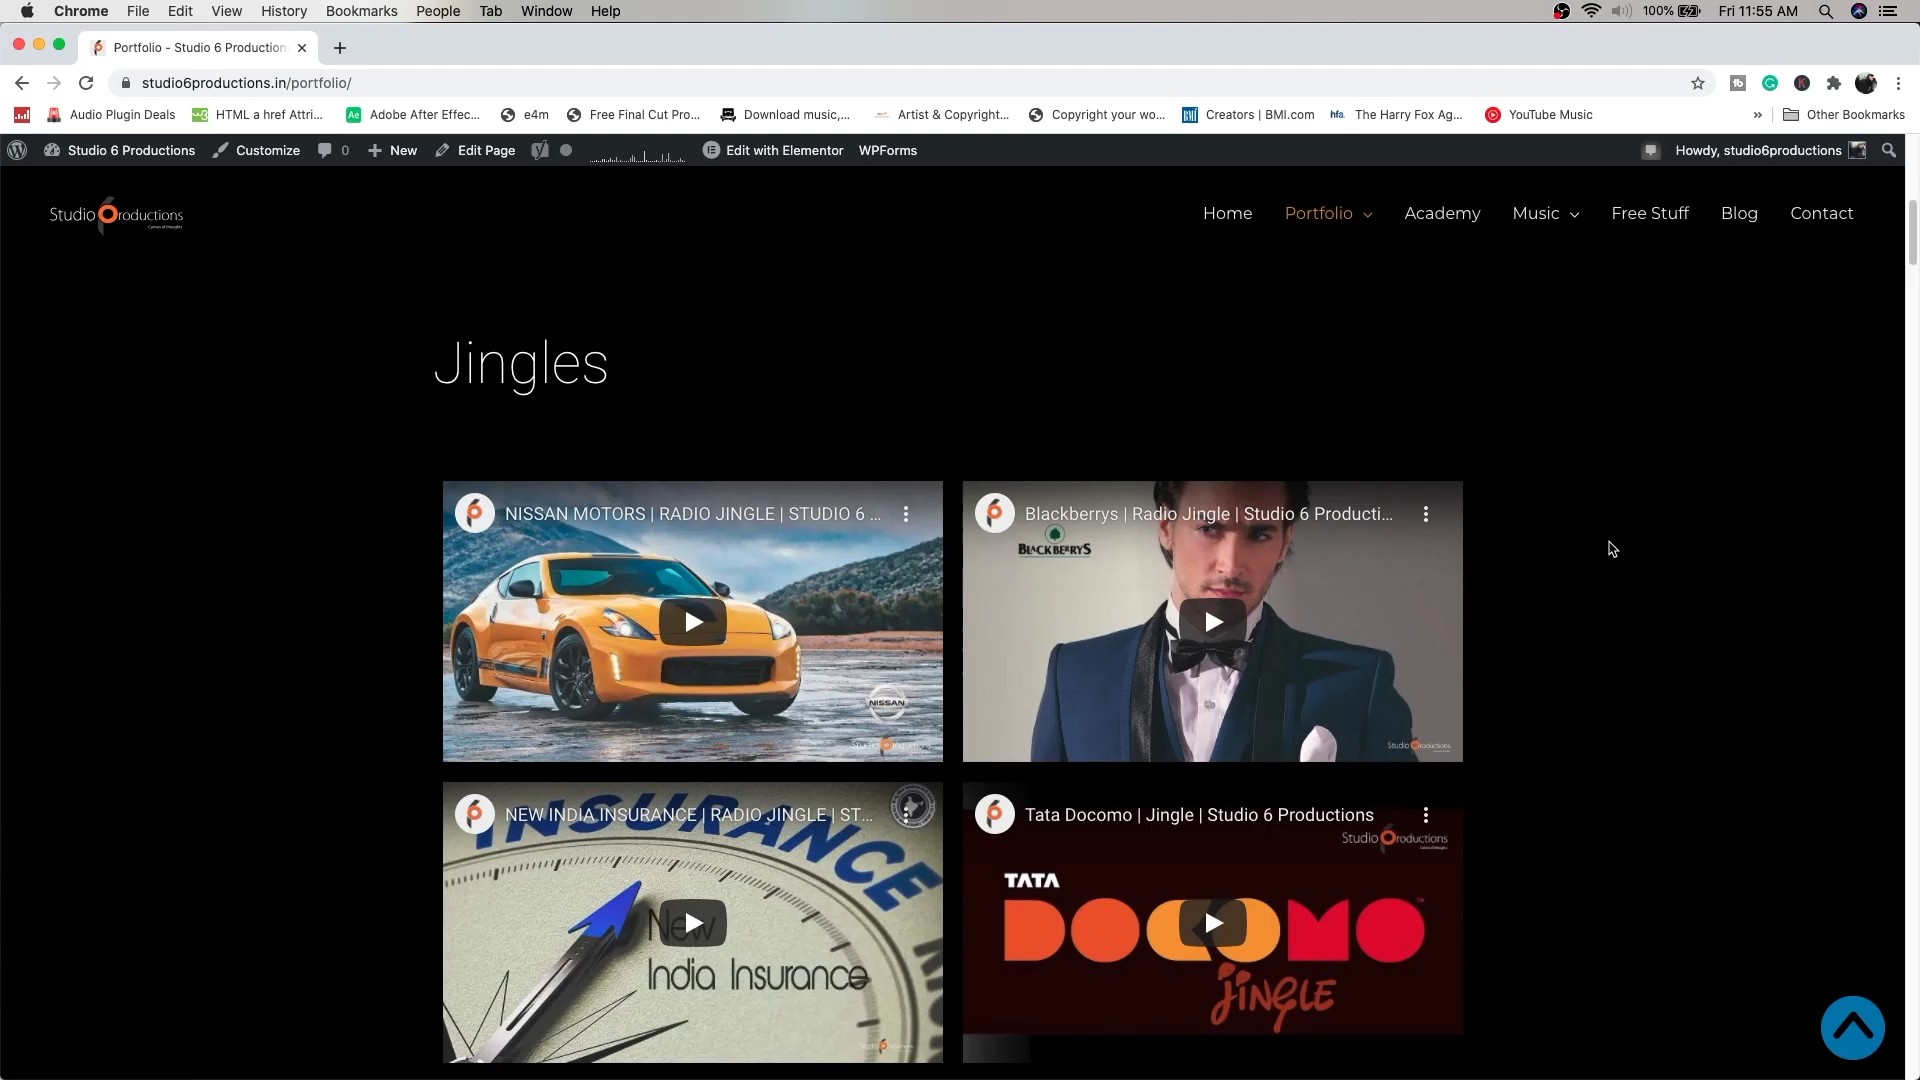 Chrome File Edit View History Bookmarks People Tab Window Help 100% Fri 11:55 AM
Portfolio - Studio 6 Production
studio6productions.in/portfolio/
Audio Plugin Deals HTML a href Attri... Adobe After Effec... e4m Free Final Cut Pro... Download music,... Artist & Copyright... Copyright your wo... Creators | BMI.com The Harry Fox Ag... YouTube Music » Other Bookmarks
Studio 6 Productions Customize 0 New Edit Page Edit with Elementor WPForms Howdy, studio6productions
Studio 6roductions
Home Portfolio Academy Music Free Stuff Blog Contact
Jingles
NISSAN MOTORS | RADIO JINGLE | STUDIO 6 ...
NISSAN
Blackberrys | Radio Jingle | Studio 6 Producti...
BLACKBERRYS
Studio 6roductions
NEW INDIA INSURANCE | RADIO JINGLE | ST...
INSURANCE
New
India Insurance
Tata Docomo | Jingle | Studio 6 Productions
Studio 6roductions
TATA
DOCOMO
JINGLE